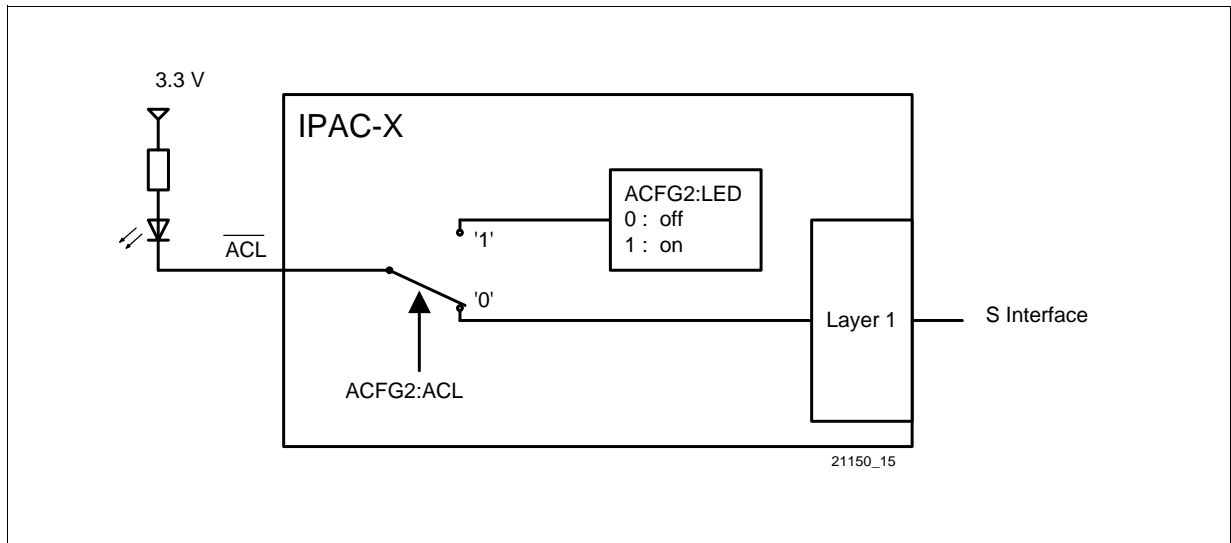 3.3 V
IPAC-X
ACFG2:LED
0 : off
1 : on
'1'
ACL
'0'
Layer 1
S Interface
ACFG2:ACL
21150_15